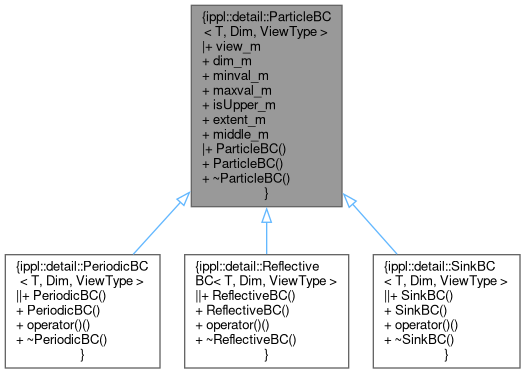 {ippl::detail::ParticleBC
< T, Dim, ViewType >
|+ view_m
+ dim_m
+ minval_m
+ maxval_m
+ isUpper_m
+ extent_m
+ middle_m
|+ ParticleBC()
+ ParticleBC()
+ ~ParticleBC()
}
{ippl::detail::PeriodicBC
< T, Dim, ViewType >
||+ PeriodicBC()
+ PeriodicBC()
+ operator()()
+ ~PeriodicBC()
}
{ippl::detail::Reflective
BC< T, Dim, ViewType >
||+ ReflectiveBC()
+ ReflectiveBC()
+ operator()()
+ ~ReflectiveBC()
}
{ippl::detail::SinkBC
< T, Dim, ViewType >
||+ SinkBC()
+ SinkBC()
+ operator()()
+ ~SinkBC()
}